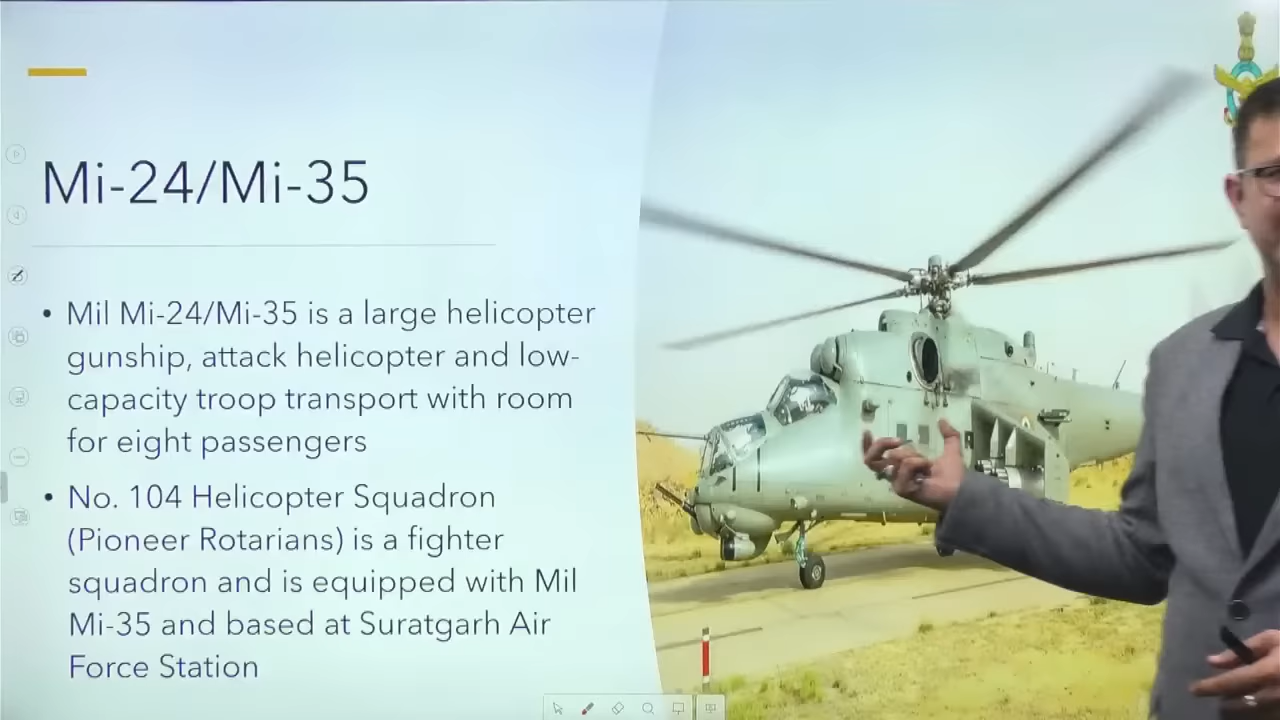 Mi-24/Mi-35
• Mil Mi-24/Mi-35 is a large helicopter
gunship, attack helicopter and low-
capacity troop transport with room
for eight passengers
• No. 104 Helicopter Squadron
(Pioneer Rotarians) is a fighter
squadron and is equipped with Mil
Mi-35 and based at Suratgarh Air
Force Station